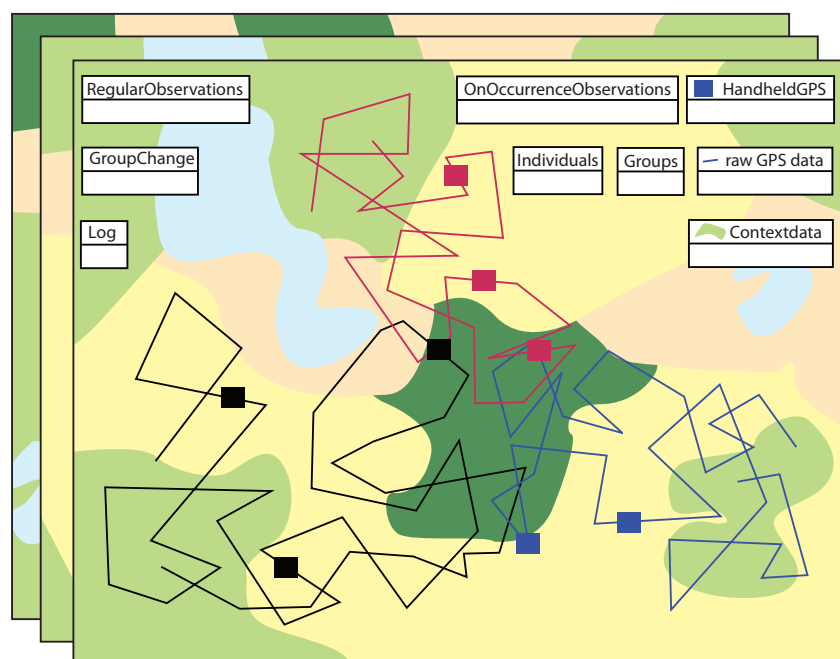 RegularObservations
OnOccurrenceObservations
HandheldGPS
GroupChange
Individuals
Groups
raw GPS data
Log
Contextdata